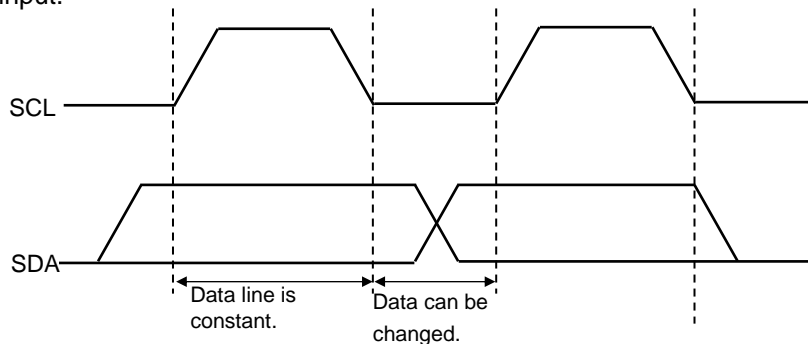 input.
SCL
SDA
Data line is
constant.
Data can be
changed.